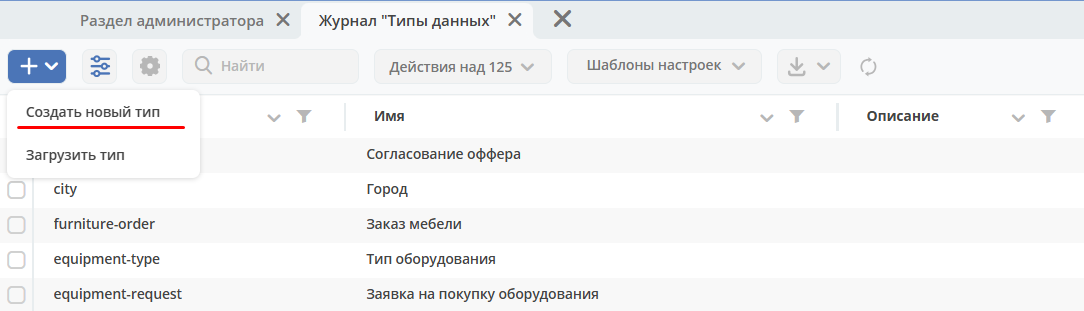 Раздел администратора
Журнал "Типы данных"
Найти
Действия над 125
Шаблоны настроек
Создать новый тип
Загрузить тип
Имя
Описание
Согласование оффера
city Город
furniture-order Заказ мебели
equipment-type Тип оборудования
equipment-request Заявка на покупку оборудования